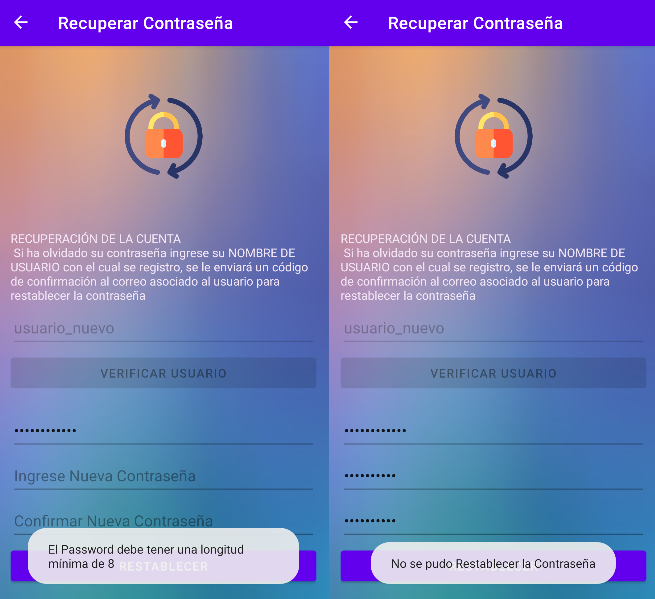 Recuperar Contraseña
RECUPERACIÓN DE LA CUENTA
Si ha olvidado su contraseña ingrese su NOMBRE DE
USUARIO con el cual se registro, se le enviará un código
de confirmación al correo asociado al usuario para
restablecer la contraseña
usuario_nuevo
VERIFICAR USUARIO
••••••••••••
Ingrese Nueva Contraseña
Confirmar Nueva Contraseña
El Password debe tener una longitud
mínima de 8
RESTABLECER
Recuperar Contraseña
RECUPERACIÓN DE LA CUENTA
Si ha olvidado su contraseña ingrese su NOMBRE DE
USUARIO con el cual se registro, se le enviará un código
de confirmación al correo asociado al usuario para
restablecer la contraseña
usuario_nuevo
VERIFICAR USUARIO
••••••••••••
••••••••••
••••••••••
No se pudo Restablecer la Contraseña